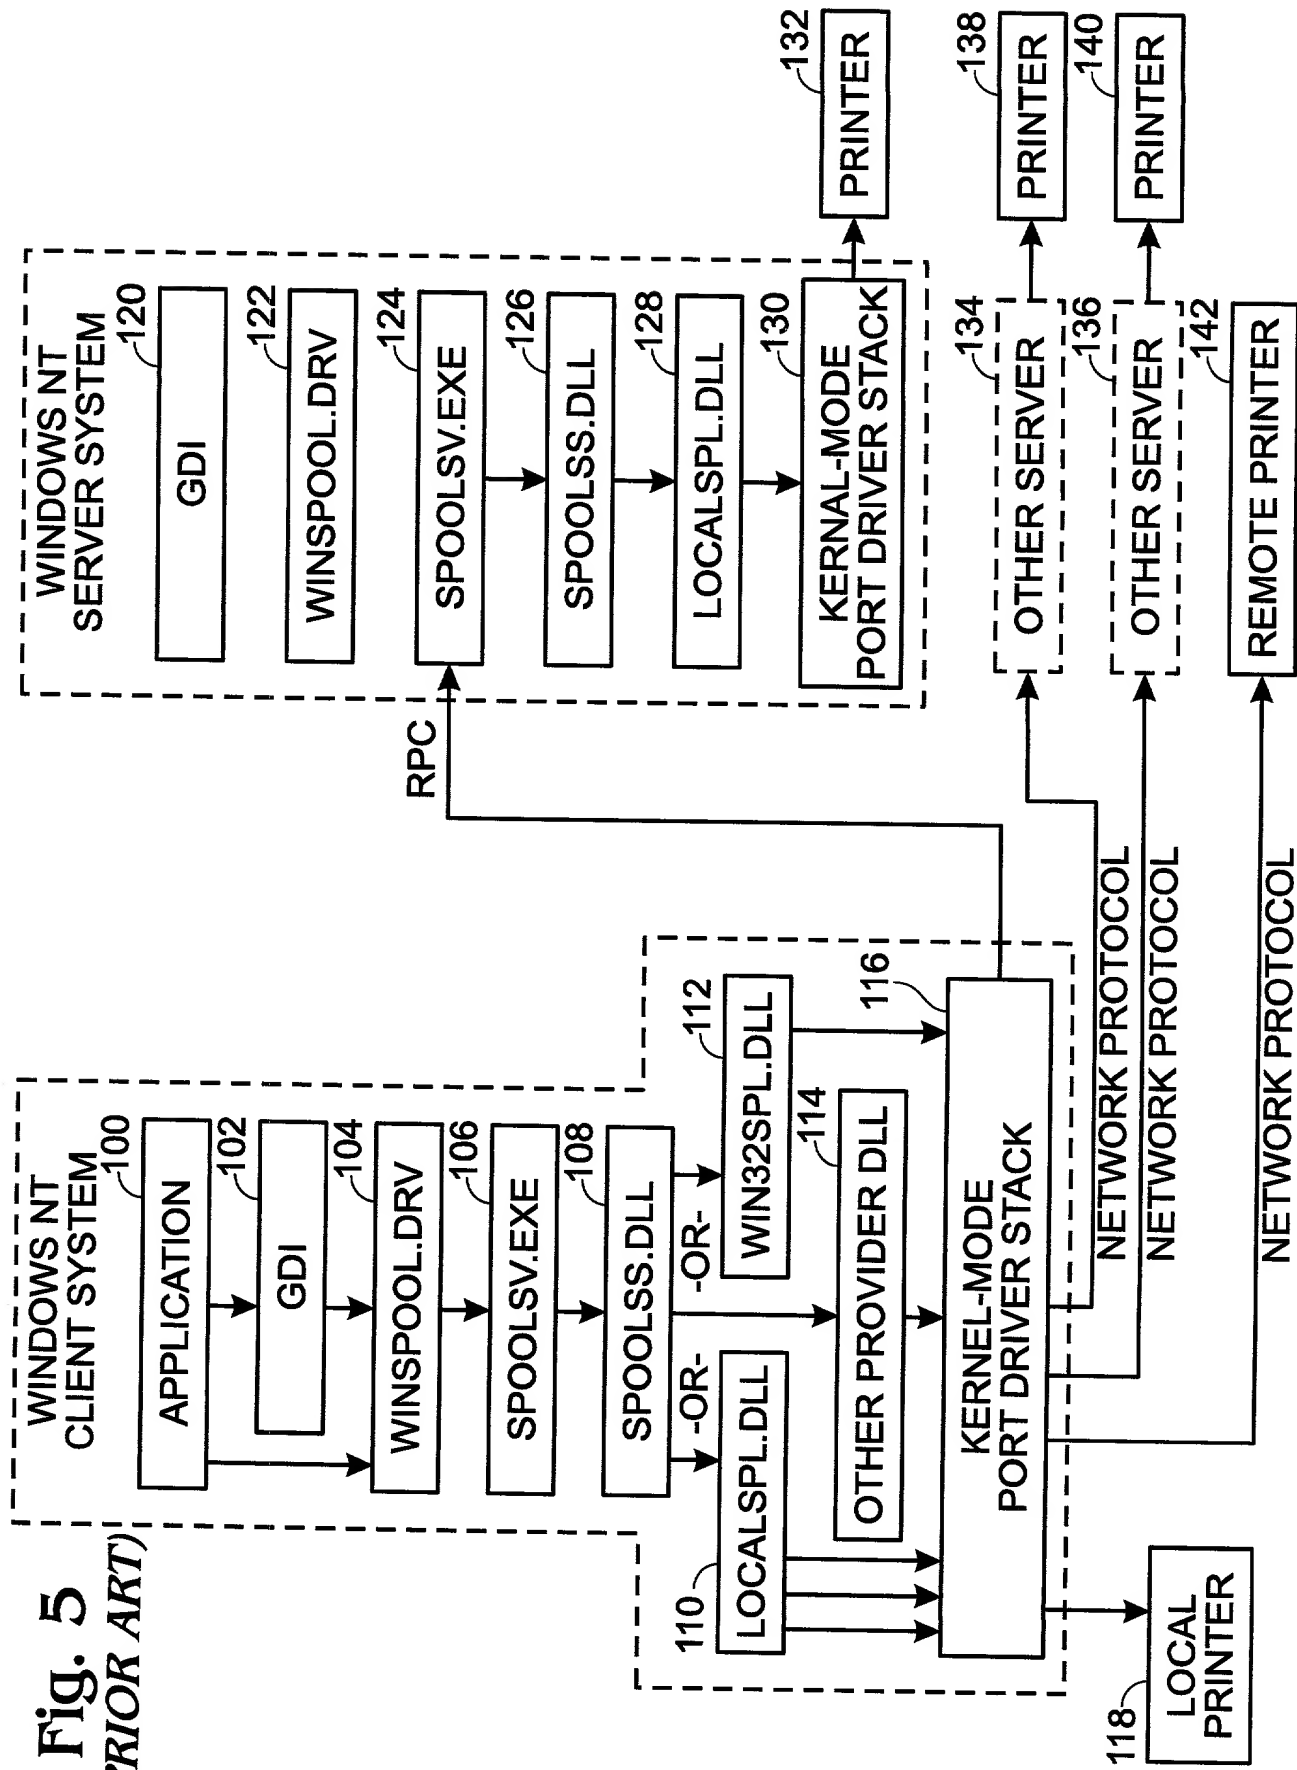 Fig. 5
PRIOR ART)
WINDOWS NT
CLIENT SYSTEM
100
APPLICATION
102
GDI
104
WINSPOOL.DRV
106
SPOOLSV.EXE
108
SPOOLSS.DLL
-OR-
-OR-
110
LOCALSPL.DLL
112
WIN32SPL.DLL
114
OTHER PROVIDER DLL
116
KERNEL-MODE
PORT DRIVER STACK
118
LOCAL
PRINTER
RPC
NETWORK PROTOCOL
NETWORK PROTOCOL
NETWORK PROTOCOL
WINDOWS NT
SERVER SYSTEM
120
GDI
122
WINSPOOL.DRV
124
SPOOLSV.EXE
126
SPOOLSS.DLL
128
LOCALSPL.DLL
130
KERNAL-MODE
PORT DRIVER STACK
132
PRINTER
134
OTHER SERVER
138
PRINTER
136
OTHER SERVER
140
PRINTER
142
REMOTE PRINTER